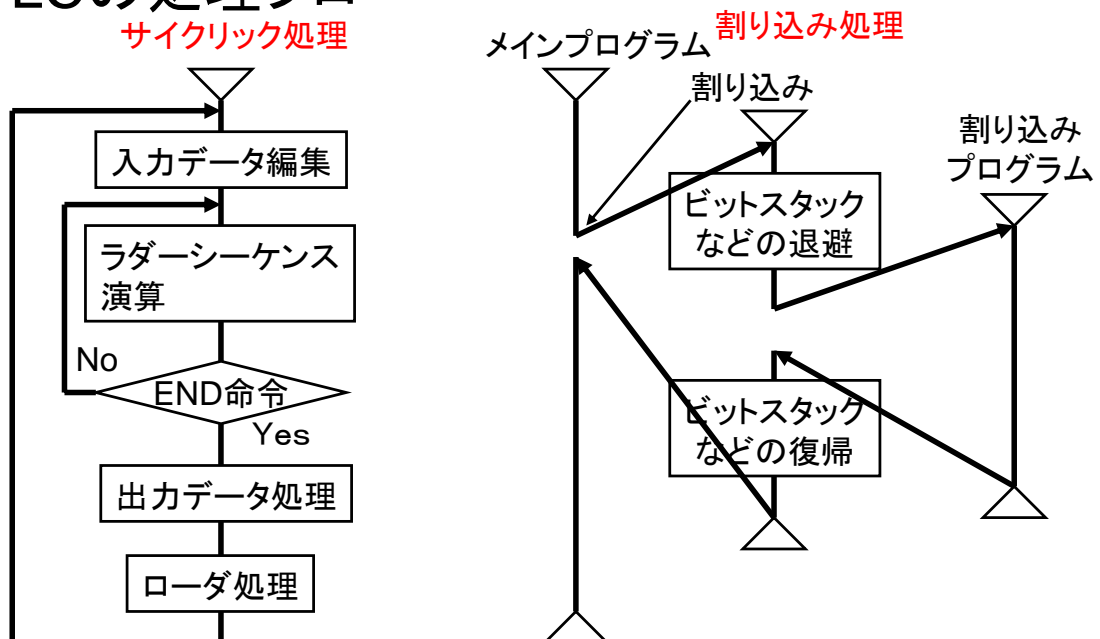 サイクリック処理
入力データ編集
ラダーシーケンス
演算
No
END命令
Yes
出力データ処理
ローダ処理
割り込み処理
メインプログラム
割り込み
ビットスタック
などの退避
割り込み
プログラム
ビットスタック
などの復帰